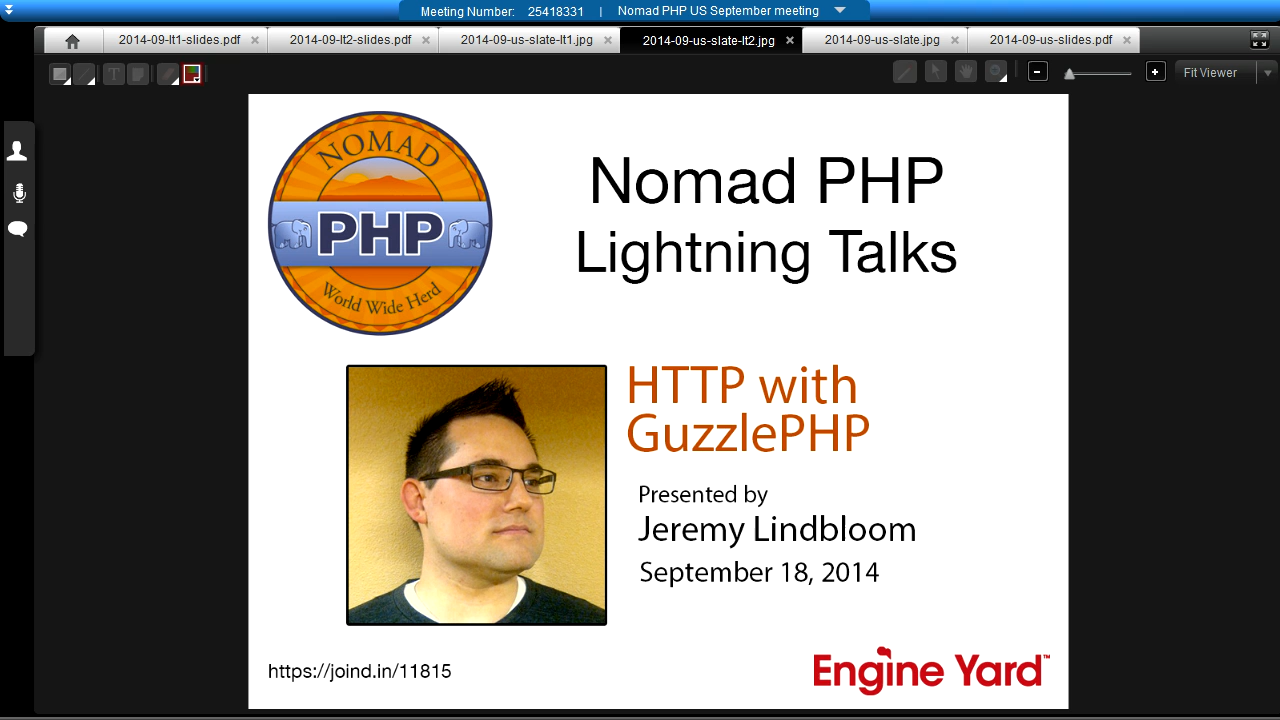 Meeting Number: 25418331 | Nomad PHP US September meeting
2014-09-lt1-slides.pdf 2014-09-lt2-slides.pdf 2014-09-us-slate-lt1.jpg 2014-09-us-slate-lt2.jpg 2014-09-us-slate.jpg 2014-09-us-slides.pdf
T Fit Viewer
NOMAD
PHP
World Wide Herd
Nomad PHP
Lightning Talks
HTTP with
GuzzlePHP
Presented by
Jeremy Lindbloom
September 18, 2014
https://joind.in/11815
Engine Yard™